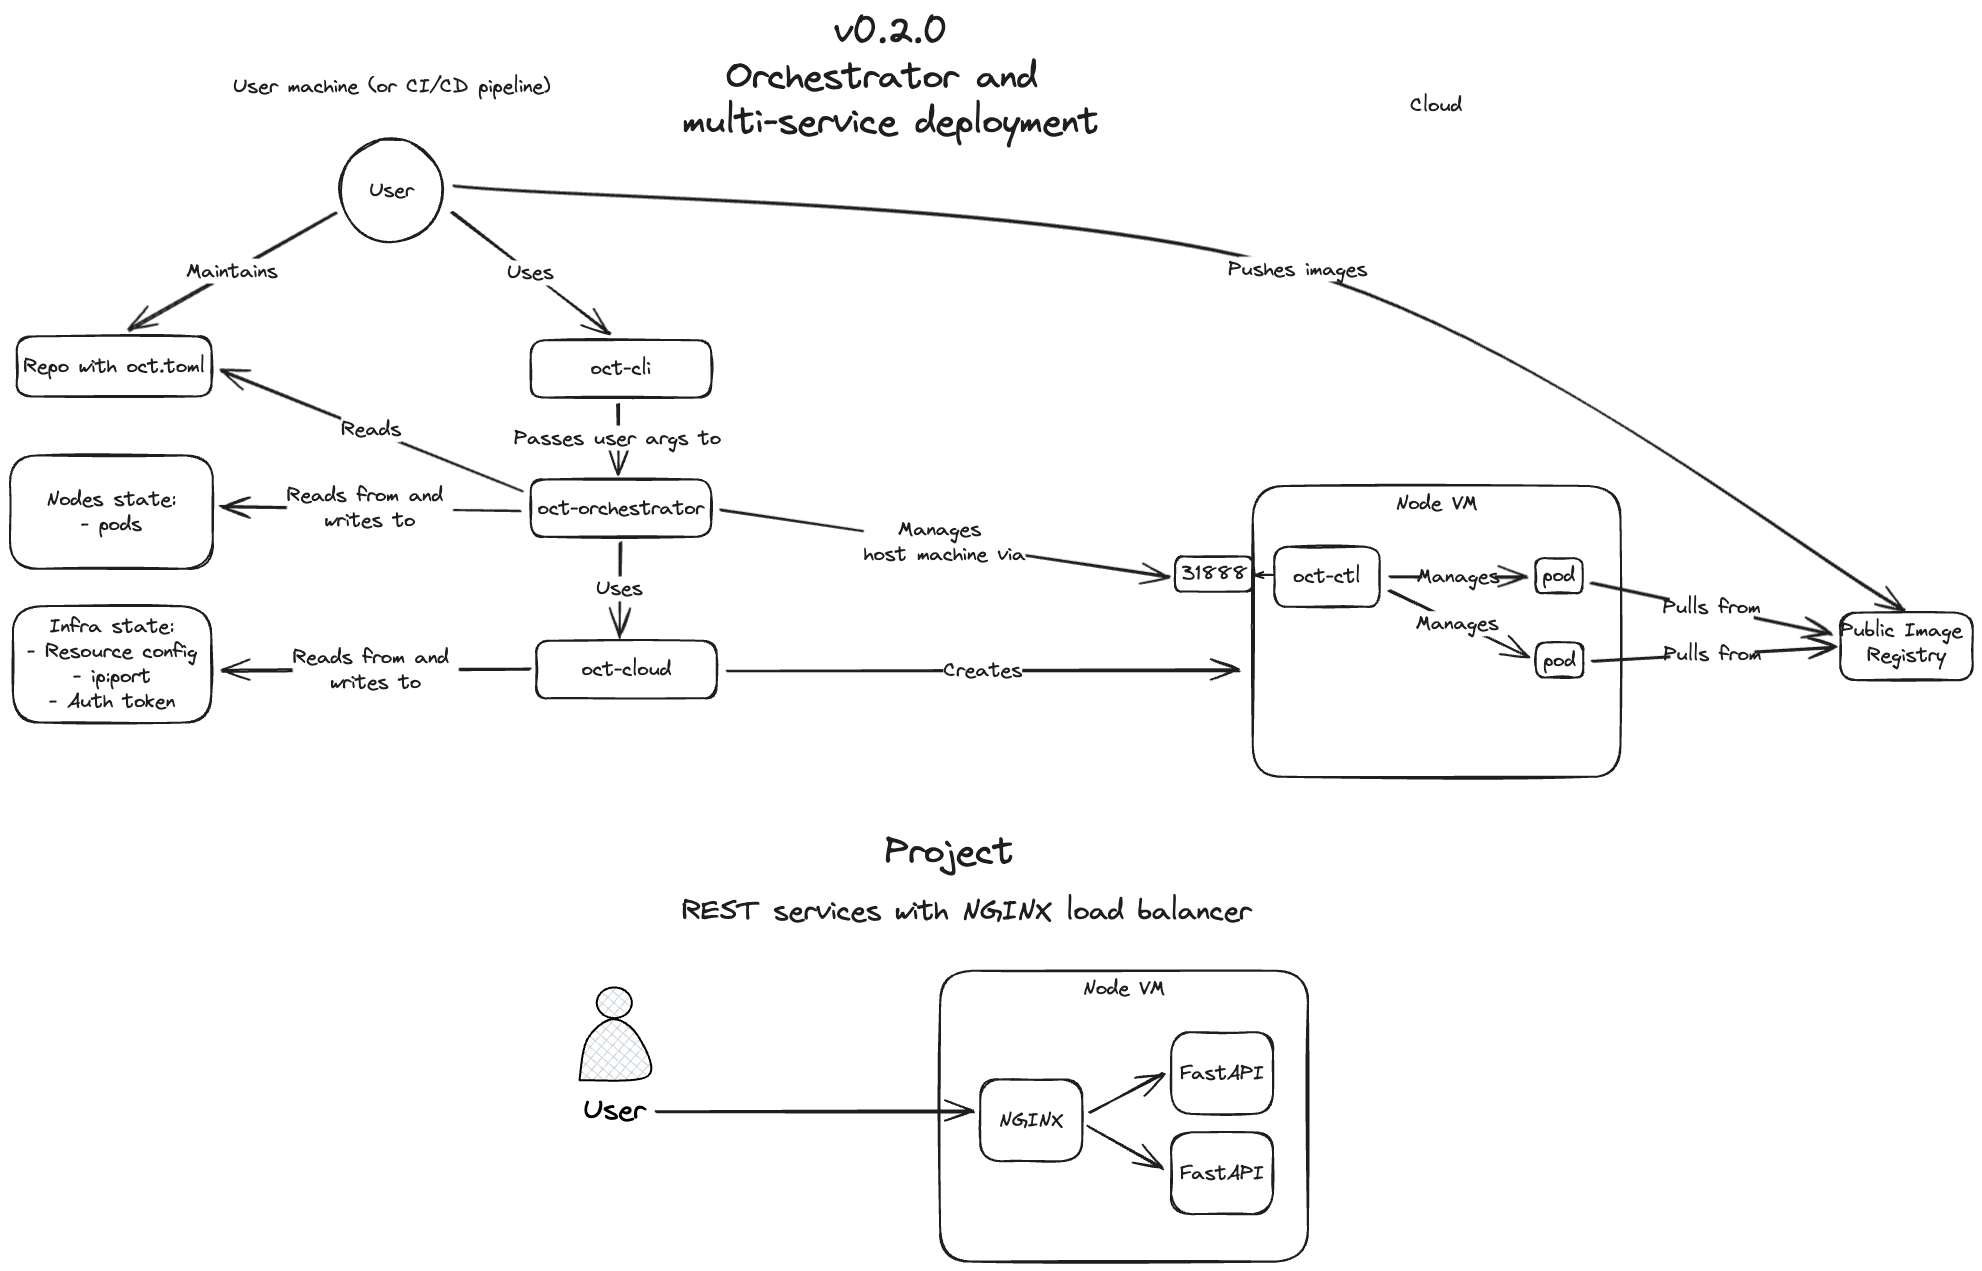 v0.2.0
Orchestrator and
multi-service deployment
User machine (or CI/CD pipeline)
Cloud
User
Maintains
Uses
Pushes images
Repo with oct.toml
oct-cli
Reads
Passes user args to
Nodes state:
- pods
Reads from and
writes to
oct-orchestrator
Manages
host machine via
Node VM
31888
oct-ctl
Manages
pod
Pulls from
Manages
pod
Pulls from
Public Image
Registry
Uses
Infra state:
- Resource config
- ip:port
- Auth token
Reads from and
writes to
oct-cloud
Creates
Project
REST services with NGINX load balancer
Node VM
User
NGINX
FastAPI
FastAPI